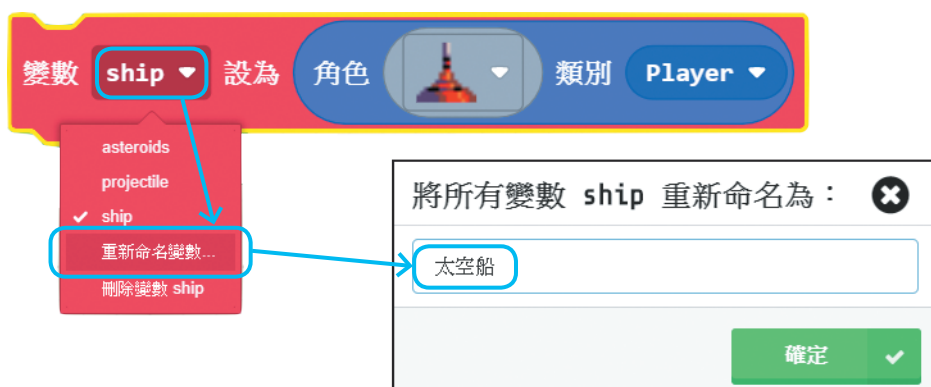 變數 ship 設為 角色 類別 Player
asteroids
projectile
ship
重新命名變數...
刪除變數 ship
將所有變數 ship 重新命名為：
太空船
確定